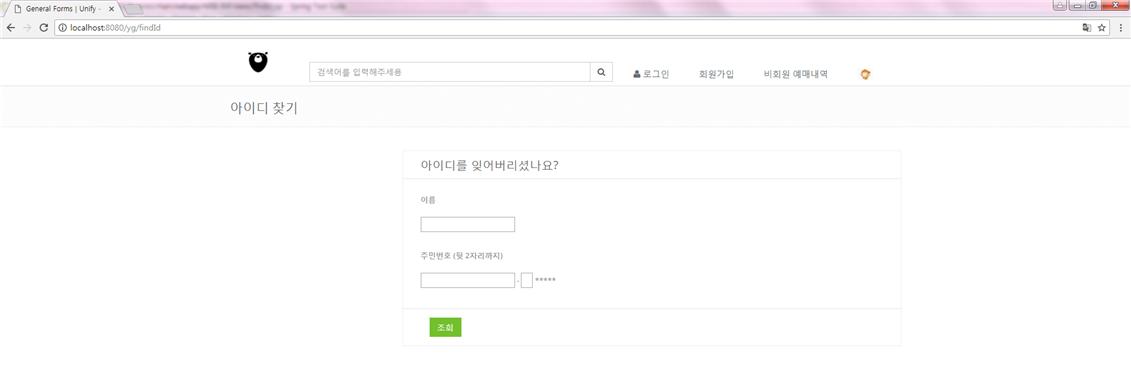 General Forms | Unify -
localhost:8080/yg/findId
검색어를 입력해주세용
로그인
회원가입
비회원 예매내역
아이디 찾기
아이디를 잊어버리셨나요?
이름
주민번호 (뒷 2자리까지)
- *****
조회